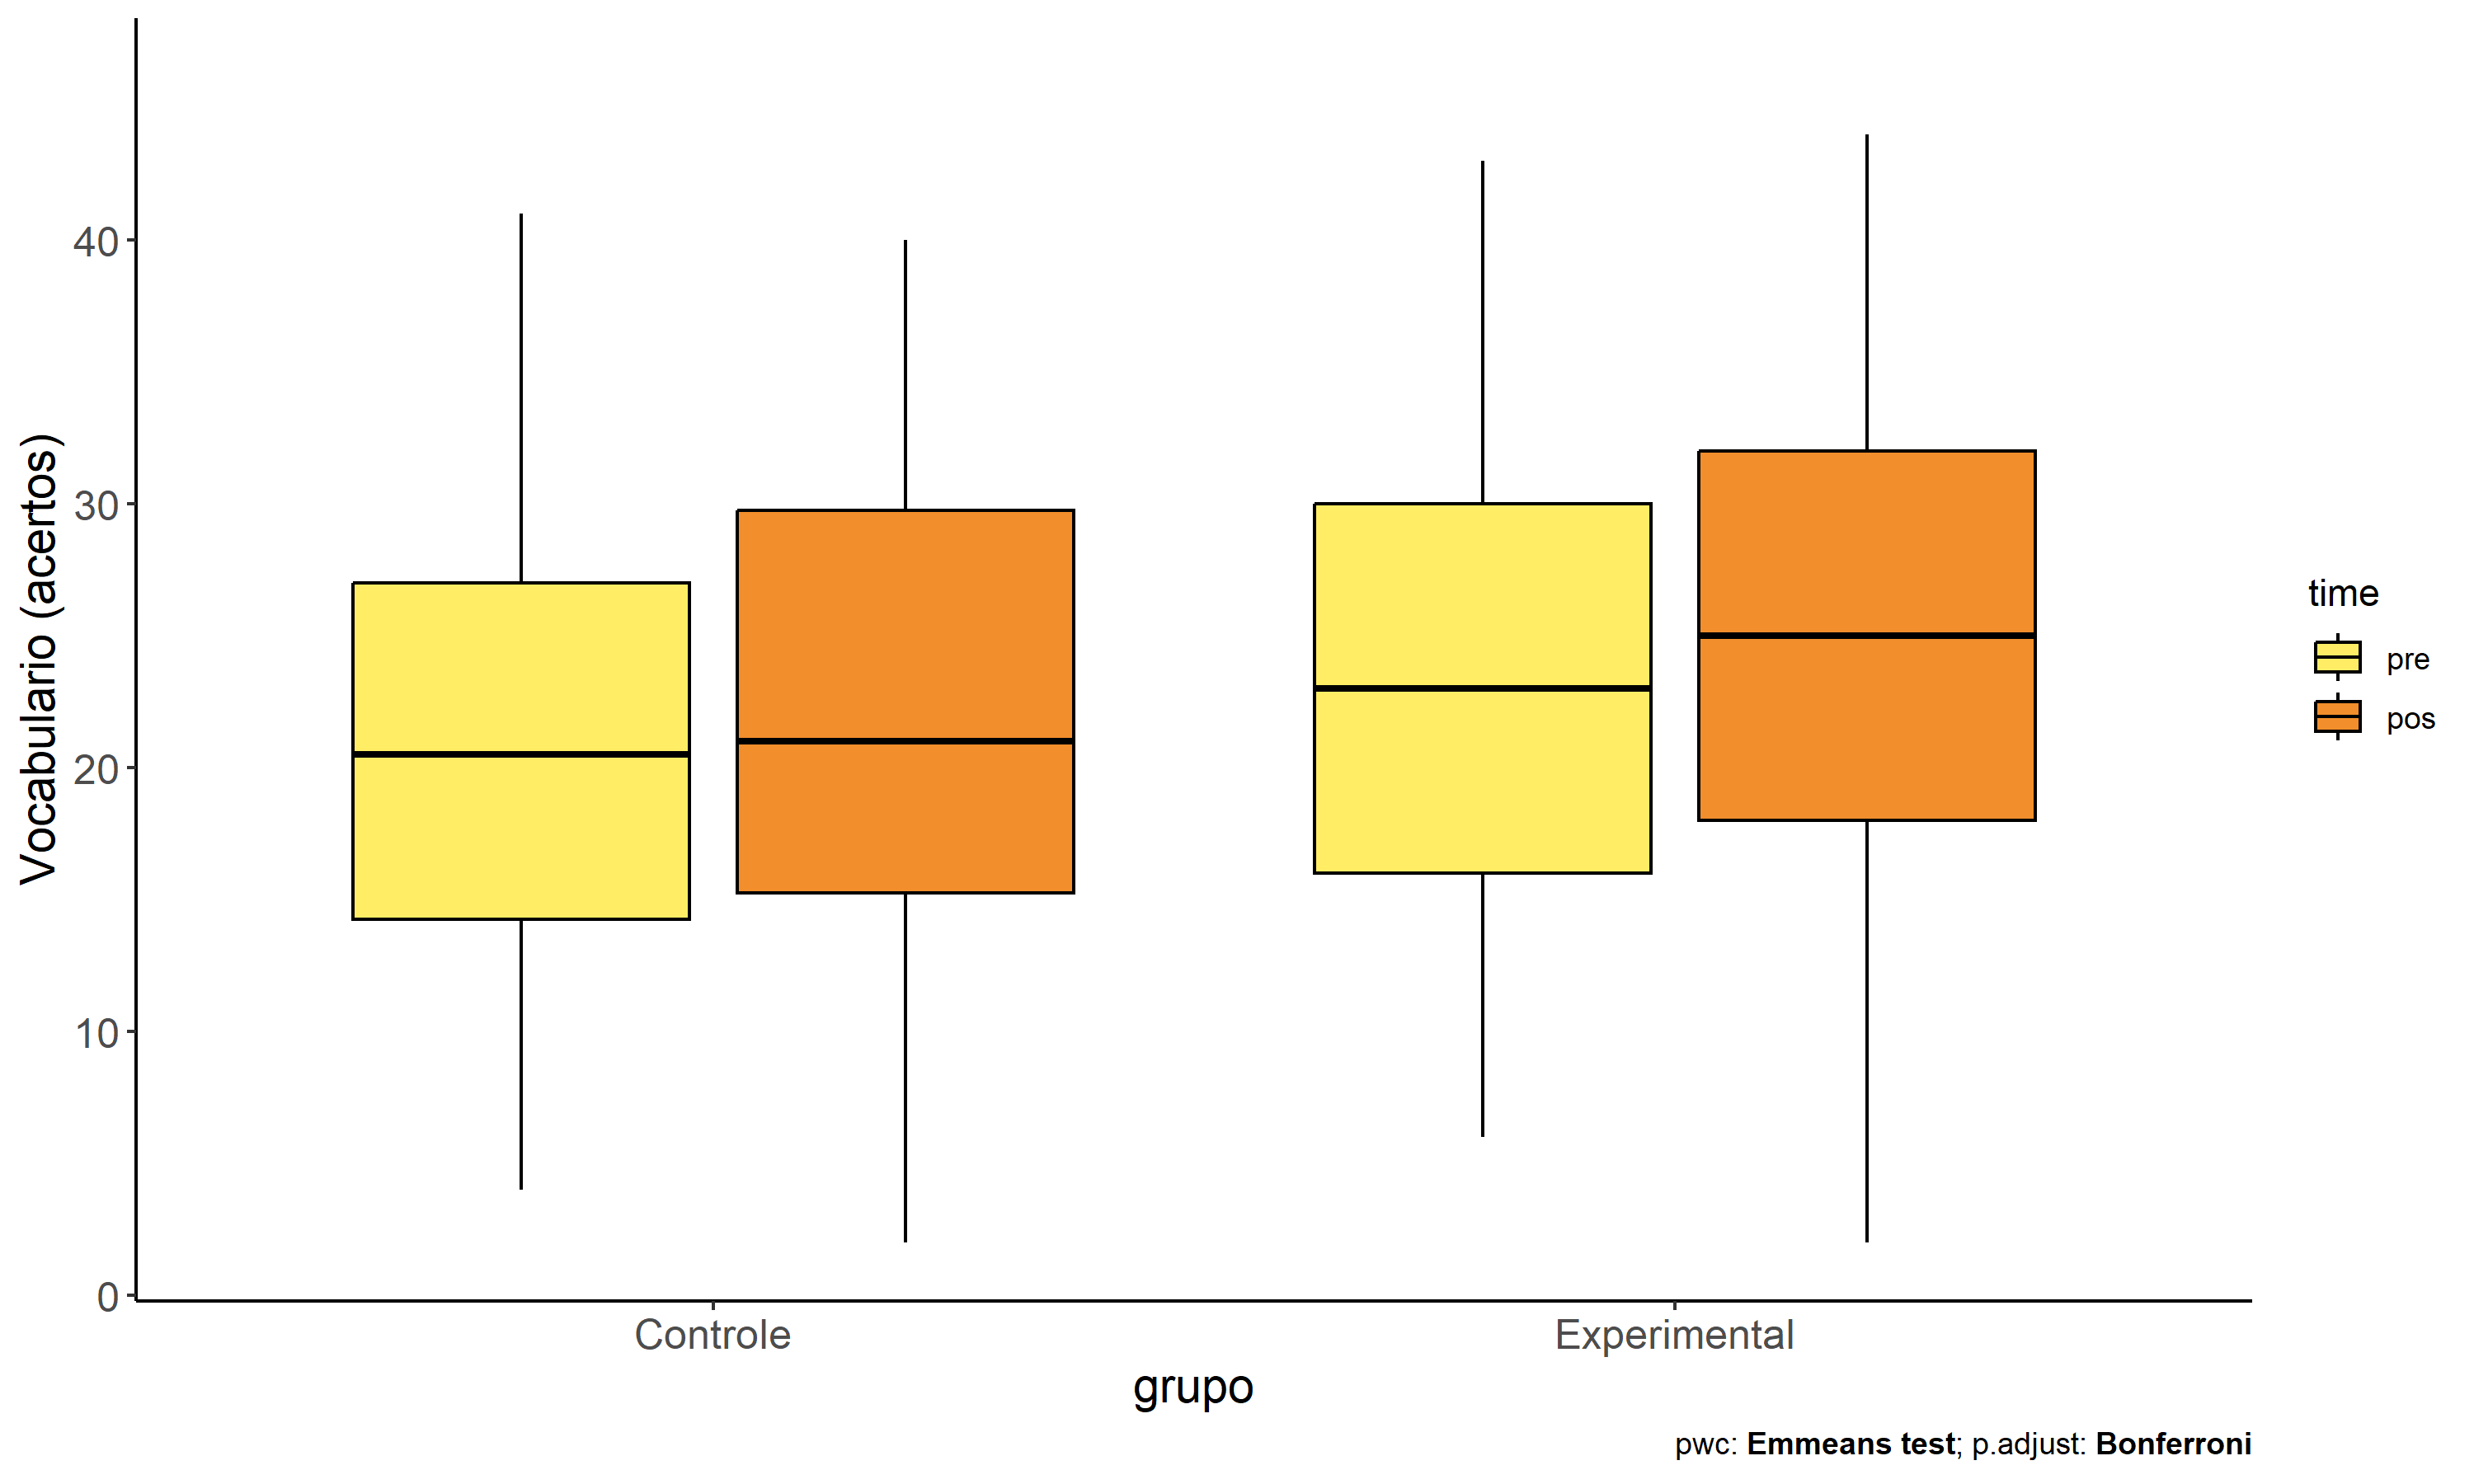 Vocabulario (acertos)
40
30
20
10
0
Controle
Experimental
grupo
time
pre
pos
pwc: Emmeans test; p.adjust: Bonferroni